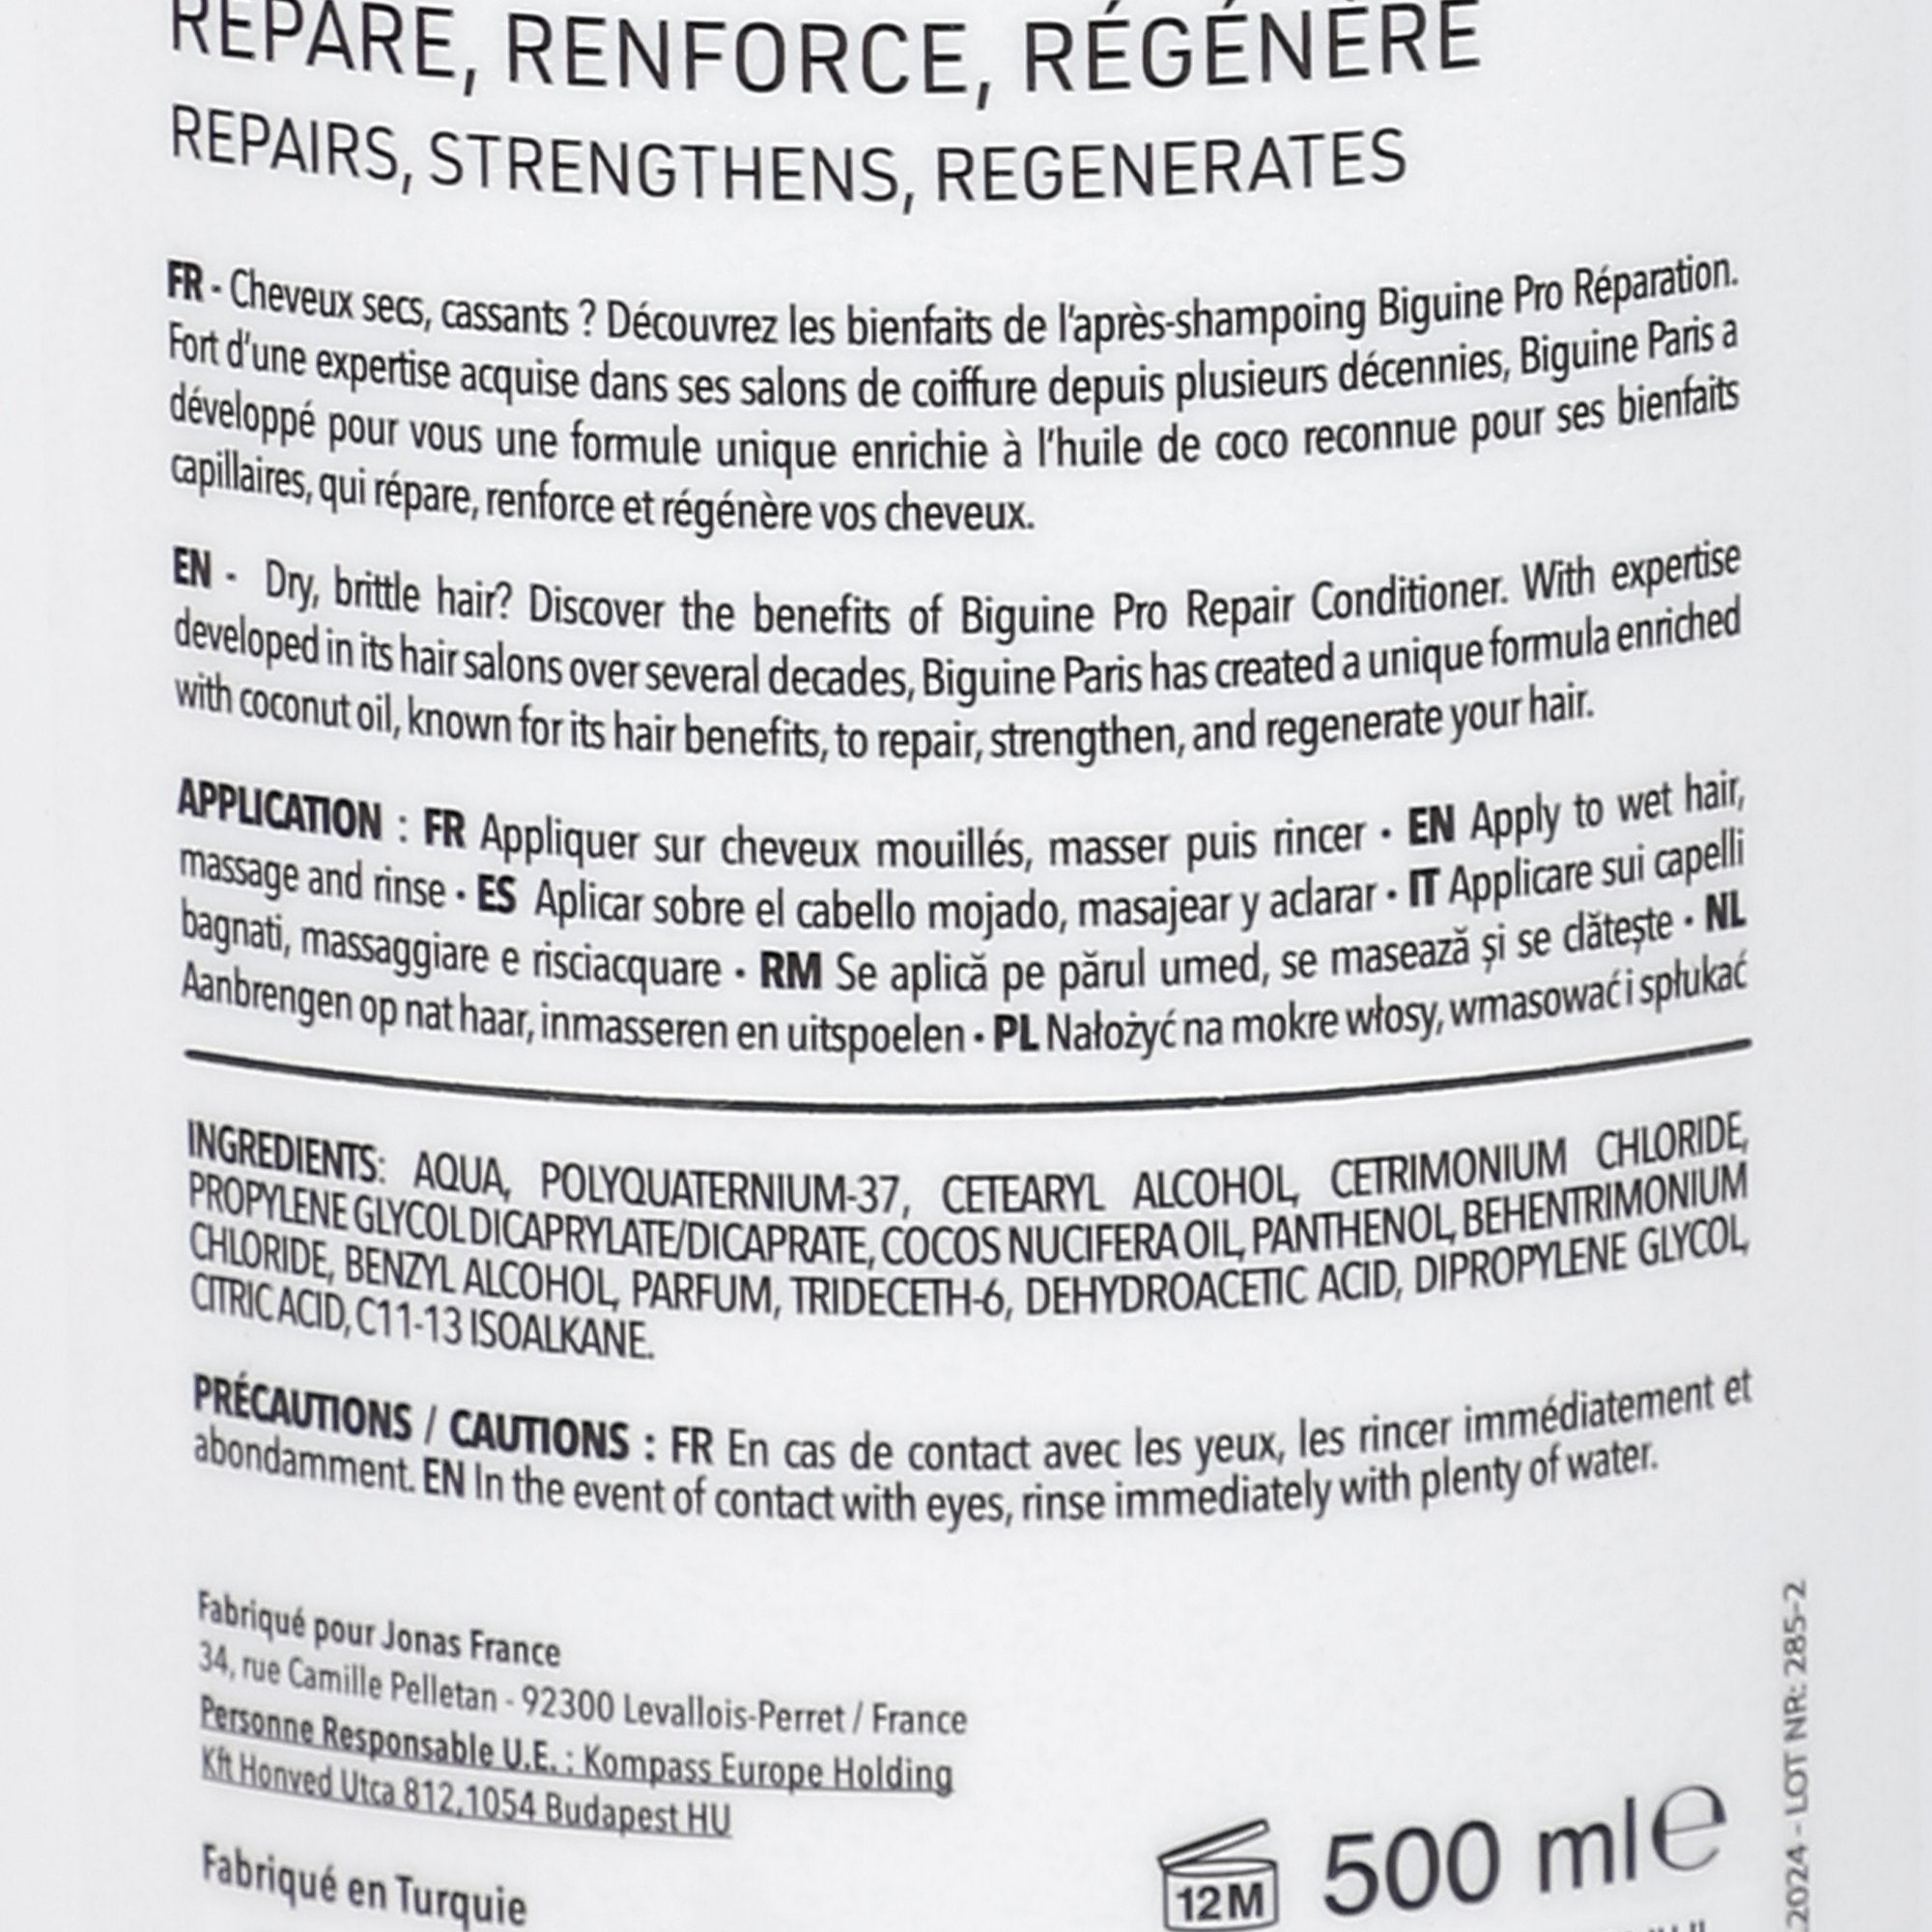 RÉPARE, RENFORCE, RÉGÉNÈRE
REPAIRS, STRENGTHENS, REGENERATES
FR - Cheveux secs, cassants ? Découvrez les bienfaits de l'après-shampoing Biguine Pro Réparation.
Fort d'une expertise acquise dans ses salons de coiffure depuis plusieurs décennies, Biguine Paris a
développé pour vous une formule unique enrichie à l'huile de coco reconnue pour ses bienfaits
capillaires, qui répare, renforce et régénère vos cheveux.
EN - Dry, brittle hair? Discover the benefits of Biguine Pro Repair Conditioner. With expertise
developed in its hair salons over several decades, Biguine Paris has created a unique formula enriched
with coconut oil, known for its hair benefits, to repair, strengthen, and regenerate your hair.
APPLICATION : FR Appliquer sur cheveux mouillés, masser puis rincer • EN Apply to wet hair,
massage and rinse • ES Aplicar sobre el cabello mojado, masajear y aclarar • IT Applicare sui capelli
bagnati, massaggiare e risciacquare • RM Se aplică pe părul umed, se masează și se clătește • NL
Aanbrengen op nat haar, inmasseren en uitspoelen • PL Nałożyć na mokre włosy, wmasować i spłukać
INGREDIENTS: AQUA, POLYQUATERNIUM-37, CETEARYL ALCOHOL, CETRIMONIUM CHLORIDE,
PROPYLENE GLYCOL DICAPRYLATE/DICAPRATE, COCOS NUCIFERA OIL, PANTHENOL, BEHENTRIMONIUM
CHLORIDE, BENZYL ALCOHOL, PARFUM, TRIDECETH-6, DEHYDROACETIC ACID, DIPROPYLENE GLYCOL,
CITRIC ACID, C11-13 ISOALKANE.
PRÉCAUTIONS / CAUTIONS : FR En cas de contact avec les yeux, les rincer immédiatement et
abondamment. EN In the event of contact with eyes, rinse immediately with plenty of water.
Fabriqué pour Jonas France
34, rue Camille Pelletan - 92300 Levallois-Perret / France
Personne Responsable U.E. : Kompass Europe Holding
Kft Honved Utca 812,1054 Budapest HU
Fabriqué en Turquie
12 M
500 ml e
2024 - LOT NR: 285-2